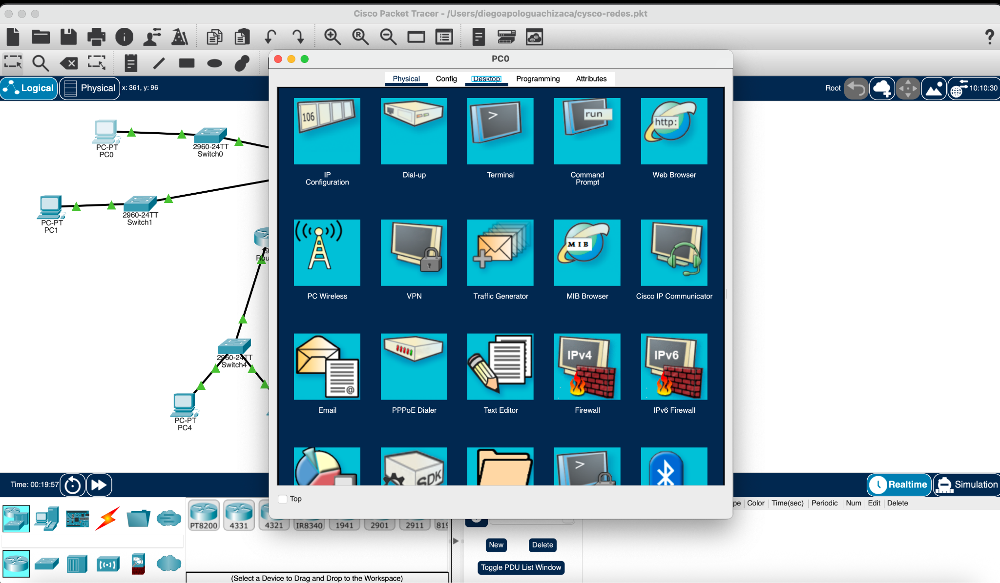 Cisco Packet Tracer - /Users/diegoapologuachizaca/cysco-redes.pkt
PC0
Physical Config Desktop Programming Attributes
Logical Physical x: 361, y: 96
Root 10:10:30
106
>
run
http:
IP
Configuration
Dial-up
Terminal
Command
Prompt
Web Browser
MIB
PC Wireless
VPN
Traffic Generator
MIB Browser
Cisco IP Communicator
@
IPv4
IPv6
Email
PPPoE Dialer
Text Editor
Firewall
IPv6 Firewall
SDK
>
Top
PC-PT
PC0
2960-24TT
Switch0
PC-PT
PC1
2960-24TT
Switch1
19
Rou
2960-24TT
Switch4
PC-PT
PC4
Time: 00:19:57
Realtime Simulation
pe Color Time(sec) Periodic Num Edit Delete
PT8200 4331 4321 IR8340 1941 2901 2911 819
New Delete
Toggle PDU List Window
(Select a Device to Drag and Drop to the Workspace)